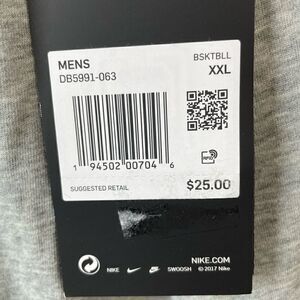 MENS
BSKTBLL
DB5991-063
XXL
1 94502 00704 6
RFID
SUGGESTED RETAIL
$25.00
NIKE.COM
NIKE
SWOOSH
© 2017 Nike